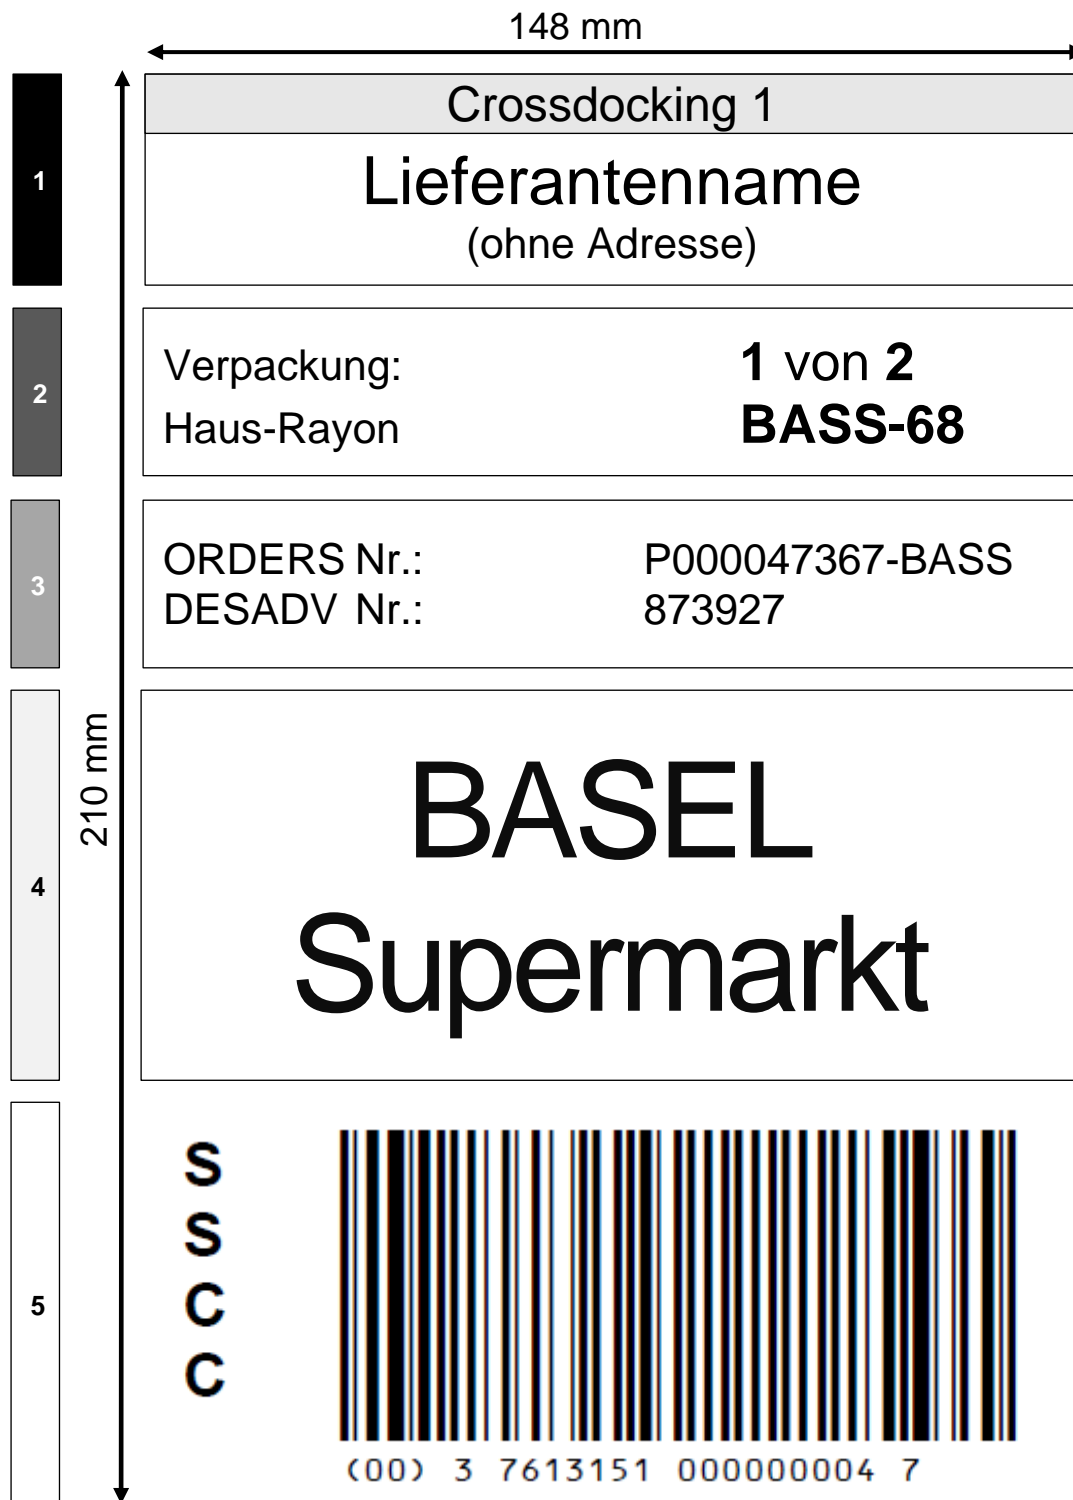 148 mm
Crossdocking 1
1
Lieferantenname
(ohne Adresse)
2
Verpackung: 1 von 2
Haus-Rayon BASS-68
3
ORDERS Nr.: P000047367-BASS
DESADV Nr.: 873927
210 mm
4
BASEL
Supermarkt
5
S
S
C
C
(00) 3 7613151 000000004 7